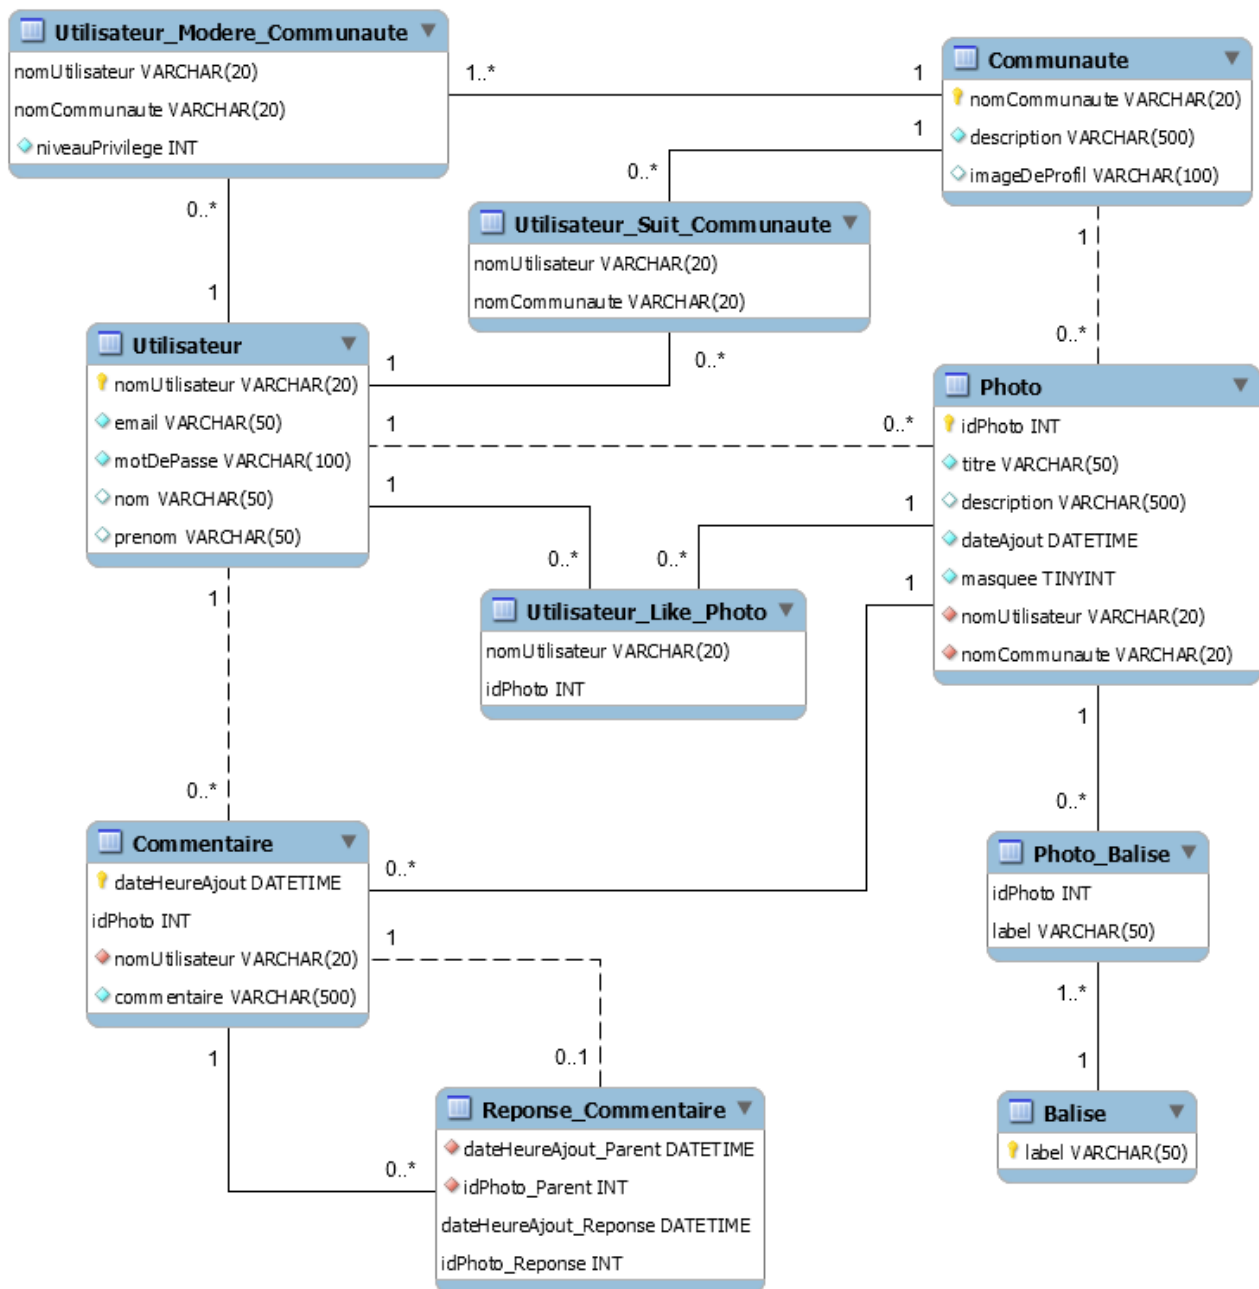 Utilisateur_Modere_Communaute
nomUtilisateur VARCHAR(20)
nomCommunaute VARCHAR(20)
niveauPrivilege INT
1..*
1
Communaute
nomCommunaute VARCHAR(20)
description VARCHAR(500)
imageDeProfil VARCHAR(100)
1
0..*
Utilisateur_Suit_Communaute
nomUtilisateur VARCHAR(20)
nomCommunaute VARCHAR(20)
0..*
1
0..*
1
1
0..*
Utilisateur
nomUtilisateur VARCHAR(20)
email VARCHAR(50)
motDePasse VARCHAR(100)
nom VARCHAR(50)
prenom VARCHAR(50)
1
0..*
1
0..*
Photo
idPhoto INT
titre VARCHAR(50)
description VARCHAR(500)
dateAjout DATETIME
masquee TINYINT
nomUtilisateur VARCHAR(20)
nomCommunaute VARCHAR(20)
1
0..*
1
0..*
Utilisateur_Like_Photo
nomUtilisateur VARCHAR(20)
idPhoto INT
1
1
0..*
1
0..*
Commentaire
dateHeureAjout DATETIME
idPhoto INT
nomUtilisateur VARCHAR(20)
commentaire VARCHAR(500)
0..*
1
0..*
Photo_Balise
idPhoto INT
label VARCHAR(50)
1..*
1
Balise
label VARCHAR(50)
1
0..1
0..*
Reponse_Commentaire
dateHeureAjout_Parent DATETIME
idPhoto_Parent INT
dateHeureAjout_Reponse DATETIME
idPhoto_Reponse INT